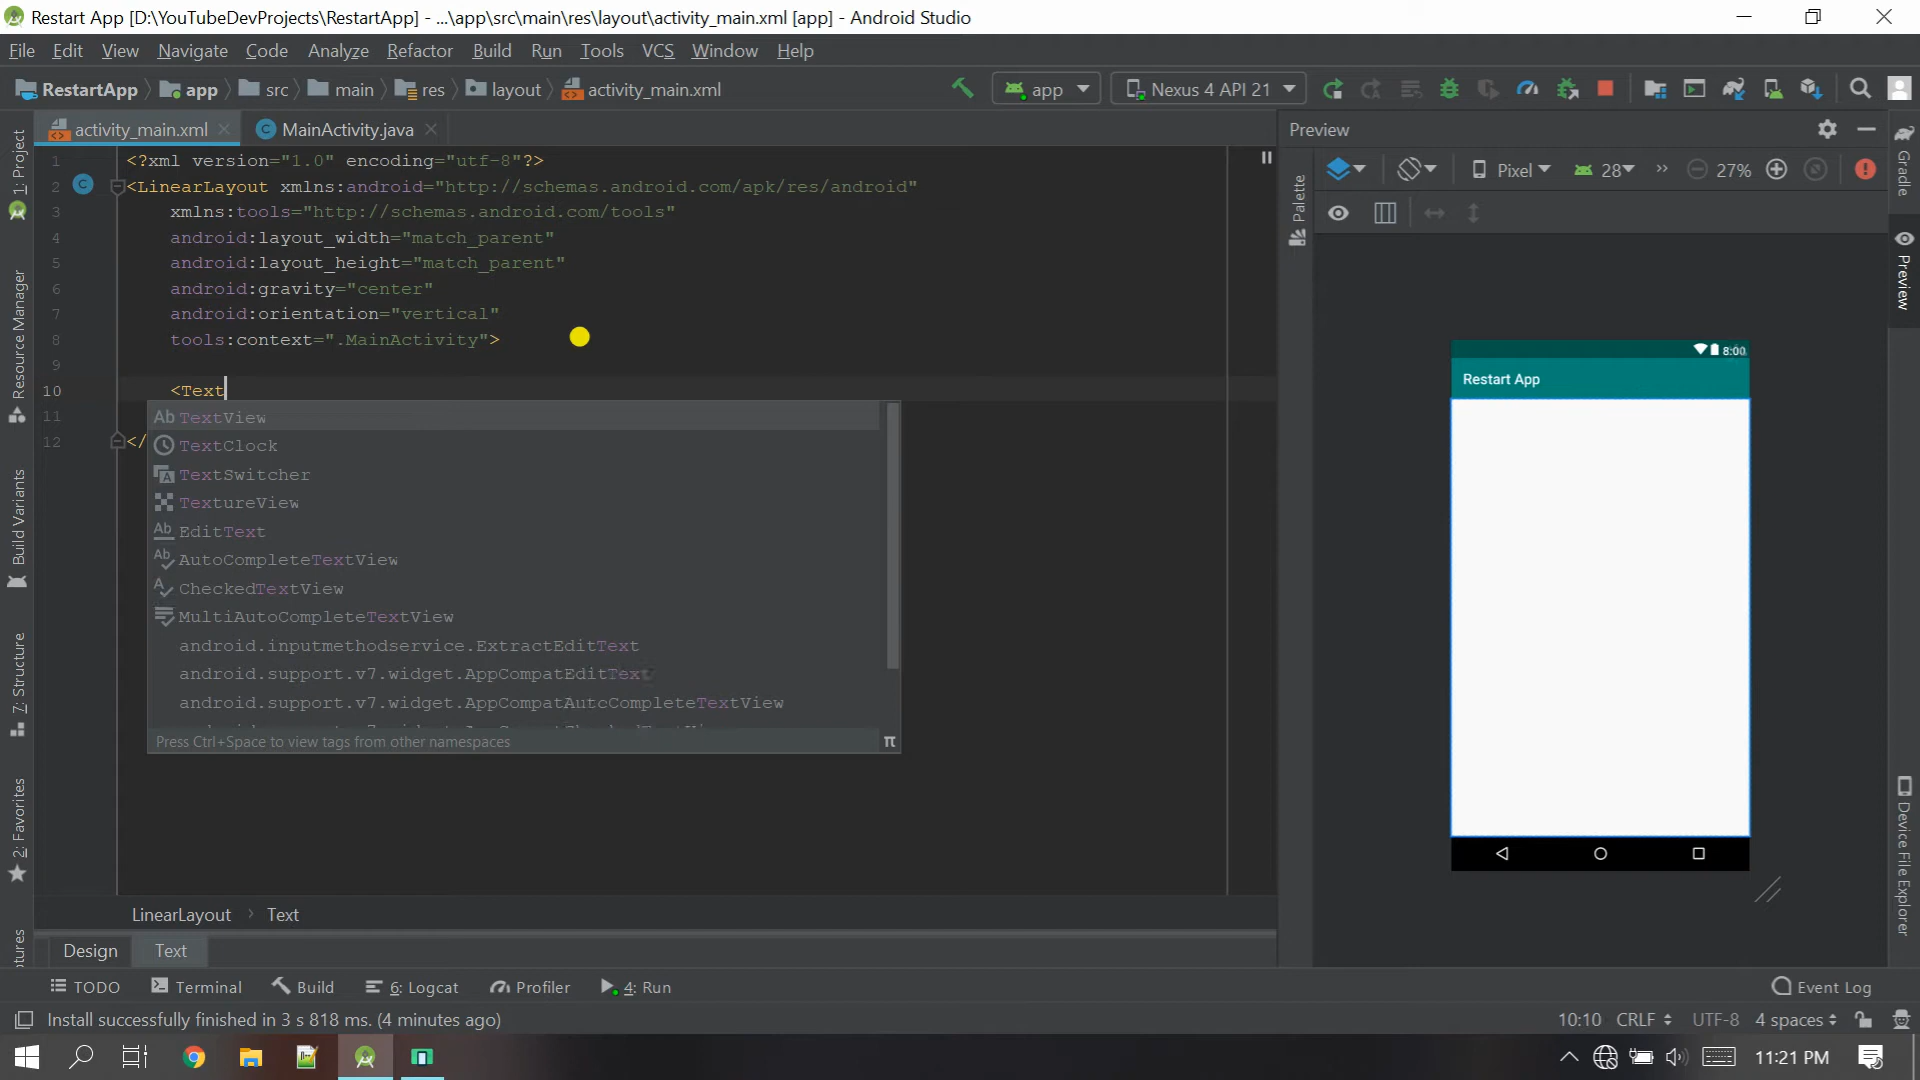 Restart App [D:\YouTubeDevProjects\RestartApp] - ...\app\src\main\res\layout\activity_main.xml [app] - Android Studio
File Edit View Navigate Code Analyze Refactor Build Run Tools VCS Window Help
RestartApp app src main res layout activity_main.xml
app Nexus 4 API 21
activity_main.xml MainActivity.java
Preview
Pixel 28 27%
1 <?xml version="1.0" encoding="utf-8"?>
2 <LinearLayout xmlns:android="http://schemas.android.com/apk/res/android"
3 xmlns:tools="http://schemas.android.com/tools"
4 android:layout_width="match_parent"
5 android:layout_height="match_parent"
6 android:gravity="center"
7 android:orientation="vertical"
8 tools:context=".MainActivity">
9
10 <Text
11
12 </
Ab TextView
TextClock
TextSwitcher
TextureView
Ab EditText
Ab AutoCompleteTextView
CheckedTextView
MultiAutoCompleteTextView
android.inputmethodservice.ExtractEditText
android.support.v7.widget.AppCompatEditText
android.support.v7.widget.AppCompatAutoCompleteTextView
Press Ctrl+Space to view tags from other namespaces π
1: Project
Resource Manager
Build Variants
7: Structure
2: Favorites
Palette
8:00
Restart App
Gradle
Preview
Device File Explorer
LinearLayout Text
Design Text
TODO Terminal Build 6: Logcat Profiler 4: Run Event Log
Install successfully finished in 3 s 818 ms. (4 minutes ago) 10:10 CRLF UTF-8 4 spaces
11:21 PM